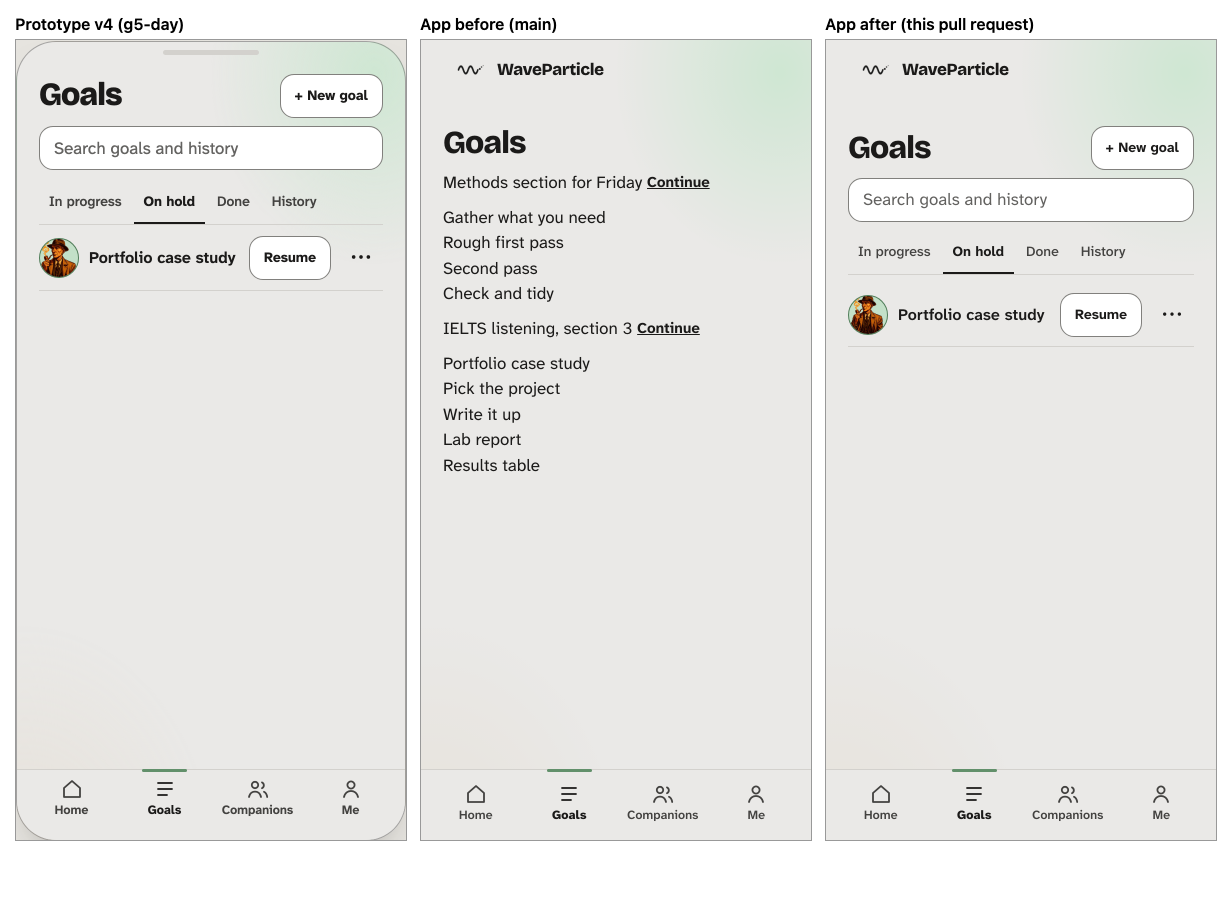 Prototype v4 (g5-day)
Goals
+ New goal
Search goals and history
In progress On hold Done History
Portfolio case study Resume
Home Goals Companions Me
App before (main)
WaveParticle
Goals
Methods section for Friday Continue
Gather what you need
Rough first pass
Second pass
Check and tidy
IELTS listening, section 3 Continue
Portfolio case study
Pick the project
Write it up
Lab report
Results table
Home Goals Companions Me
App after (this pull request)
WaveParticle
Goals
+ New goal
Search goals and history
In progress On hold Done History
Portfolio case study Resume
Home Goals Companions Me